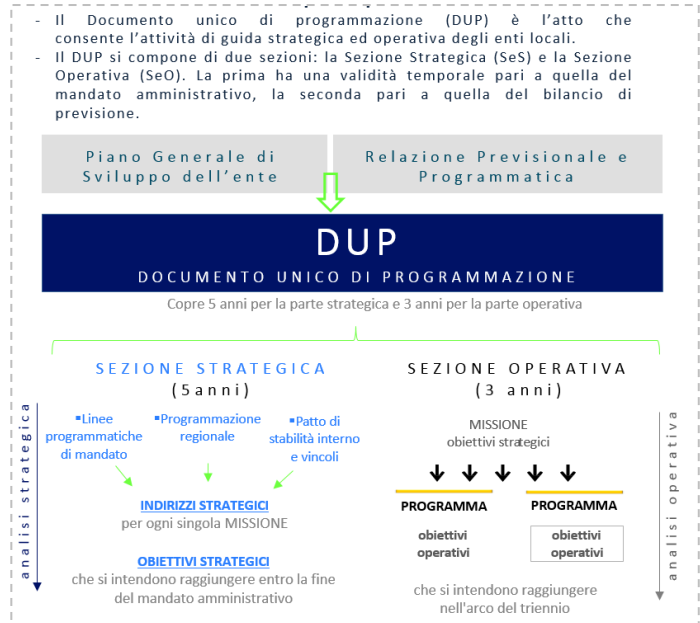 - Il Documento unico di programmazione (DUP) è l'atto che
consente l'attività di guida strategica ed operativa degli enti locali.
- Il DUP si compone di due sezioni: la Sezione Strategica (SeS) e la Sezione
Operativa (SeO). La prima ha una validità temporale pari a quella del
mandato amministrativo, la seconda pari a quella del bilancio di
previsione.
Piano Generale di
Sviluppo dell'ente
Relazione Previsionale e
Programmatica
DUP
DOCUMENTO UNICO DI PROGRAMMAZIONE
Copre 5 anni per la parte strategica e 3 anni per la parte operativa
SEZIONE STRATEGICA
(5anni)
▪Linee
programmatiche
di mandato
▪Programmazione
regionale
▪Patto di
stabilità interno
e vincoli
INDIRIZZI STRATEGICI
per ogni singola MISSIONE
OBIETTIVI STRATEGICI
che si intendono raggiungere entro la fine
del mandato amministrativo
analisi strategica
SEZIONE OPERATIVA
(3 anni)
MISSIONE
obiettivi strategici
PROGRAMMA
obiettivi
operativi
PROGRAMMA
obiettivi
operativi
che si intendono raggiungere
nell'arco del triennio
analisi operativa